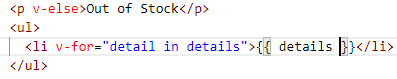 <p v-else>Out of Stock</p>
<ul>
  <li v-for="detail in details">{{ details }}</li>
</ul>